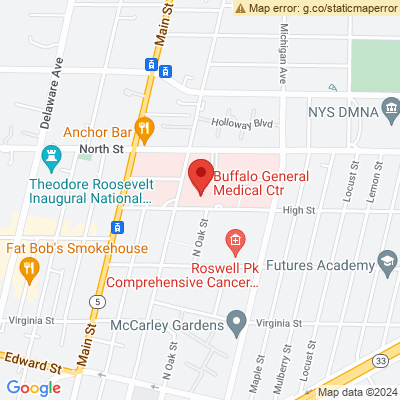 Map error: g.co/staticmaperror
Main St
Delaware Ave
Michigan Ave
Holloway Blvd
NYS DMNA
Anchor Bar
North St
Theodore Roosevelt
Inaugural National...
Buffalo General
Medical Ctr
Locust St
Lemon St
High St
N Oak St
Fat Bob's Smokehouse
Roswell Pk
Comprehensive Cancer...
Futures Academy
5
Virginia St
McCarley Gardens
Virginia St
Main St
Edward St
N Oak St
Maple St
Mulberry St
Locust St
33
Google
Map data ©2024